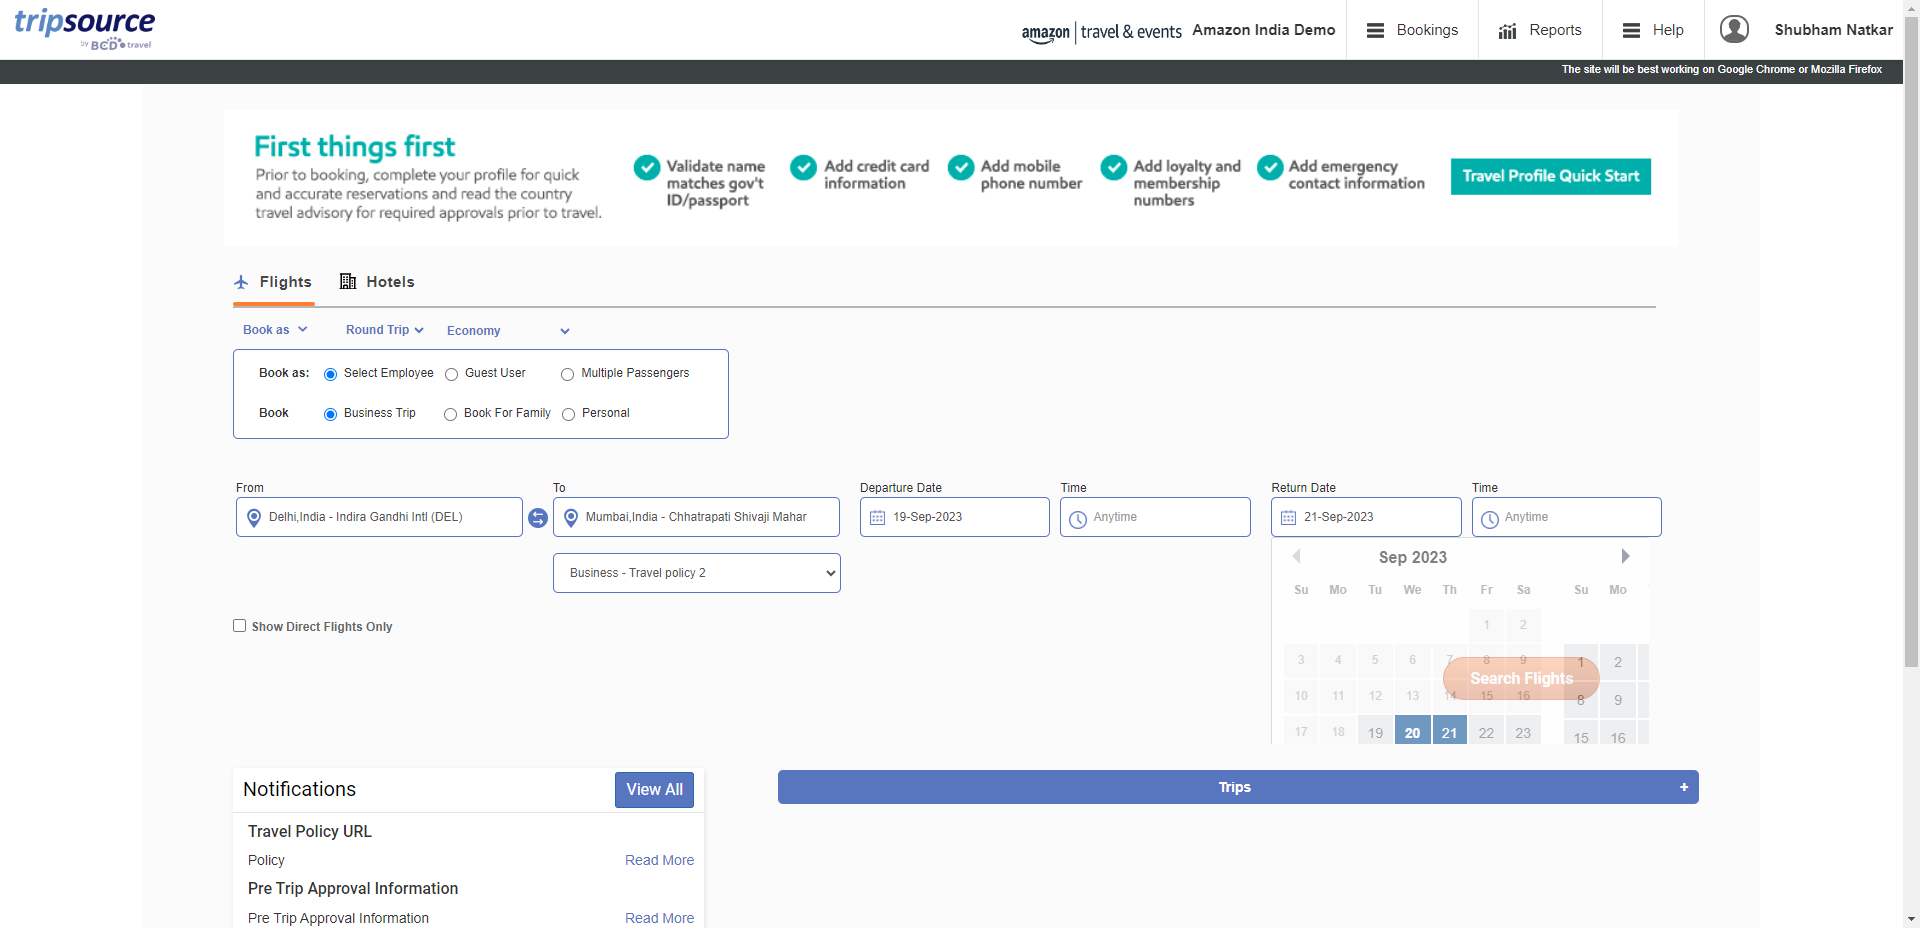 tripsource
by BCD travel
amazon | travel & events Amazon India Demo
Bookings
Reports
Help
Shubham Natkar
The site will be best working on Google Chrome or Mozilla Firefox
First things first
Prior to booking, complete your profile for quick
and accurate reservations and read the country
travel advisory for required approvals prior to travel.
Validate name
matches gov't
ID/passport
Add credit card
information
Add mobile
phone number
Add loyalty and
membership
numbers
Add emergency
contact information
Travel Profile Quick Start
Flights
Hotels
Book as
Round Trip
Economy
Book as: Select Employee Guest User Multiple Passengers
Book Business Trip Book For Family Personal
From
Delhi,India - Indira Gandhi Intl (DEL)
To
Mumbai,India - Chhatrapati Shivaji Mahar
Departure Date
19-Sep-2023
Time
Anytime
Return Date
21-Sep-2023
Time
Anytime
Business - Travel policy 2
Show Direct Flights Only
Sep 2023
Su Mo Tu We Th Fr Sa Su Mo
1 2
3 4 5 6 7 8 9 1 2
Search Flights
10 11 12 13 14 15 16 8 9
17 18 19 20 21 22 23 15 16
Notifications
View All
Travel Policy URL
Policy Read More
Pre Trip Approval Information
Pre Trip Approval Information Read More
Trips +